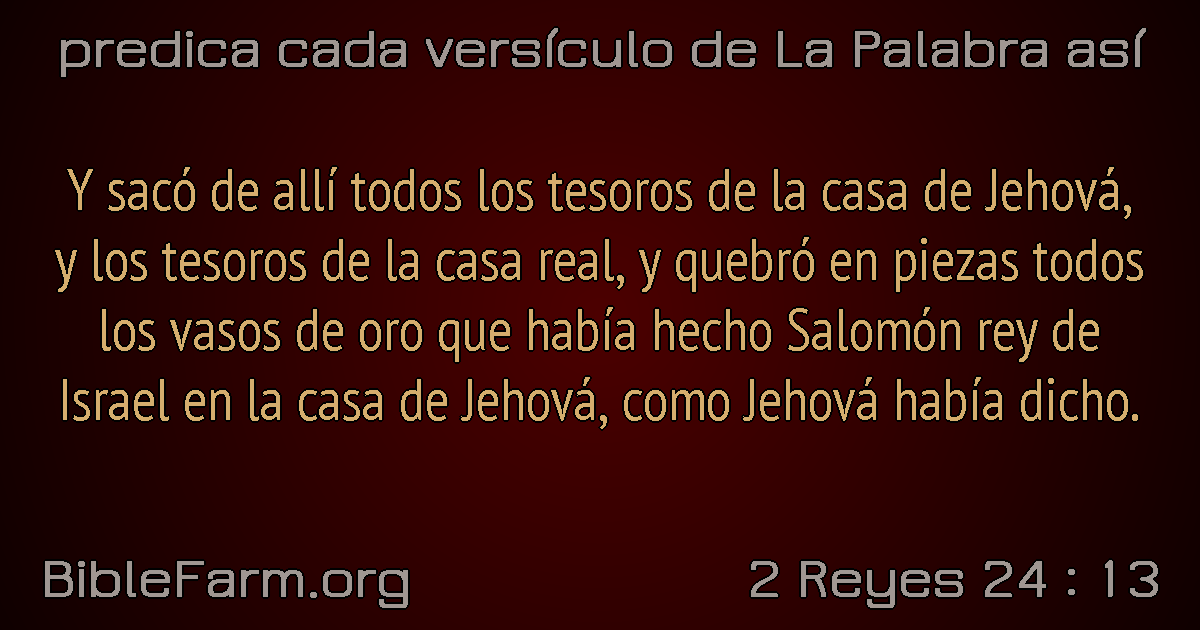 predica cada versículo de La Palabra así
Y sacó de allí todos los tesoros de la casa de Jehová,
y los tesoros de la casa real, y quebró en piezas todos
los vasos de oro que había hecho Salomón rey de
Israel en la casa de Jehová, como Jehová había dicho.
BibleFarm.org
2 Reyes 24 : 13